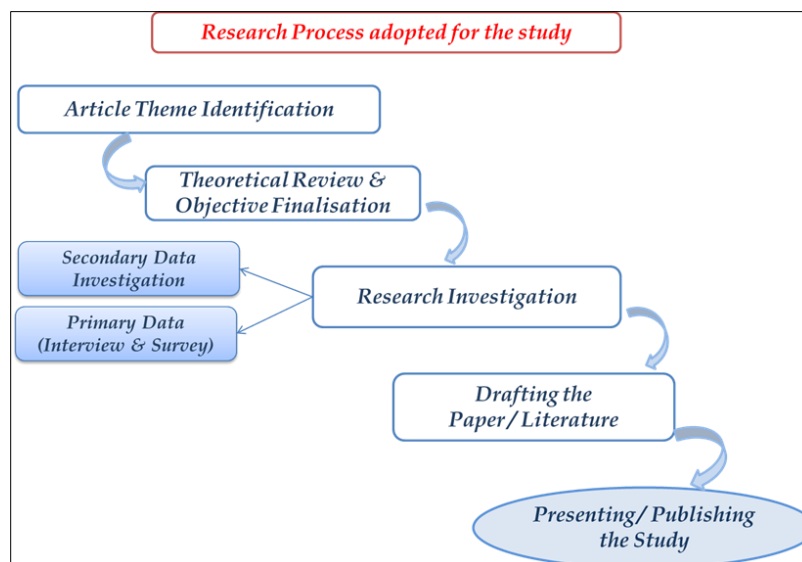 Research Process adopted for the study
Article Theme Identification
Theoretical Review &
Objective Finalisation
Secondary Data
Investigation
Research Investigation
Primary Data
(Interview & Survey)
Drafting the
Paper / Literature
Presenting/ Publishing
the Study